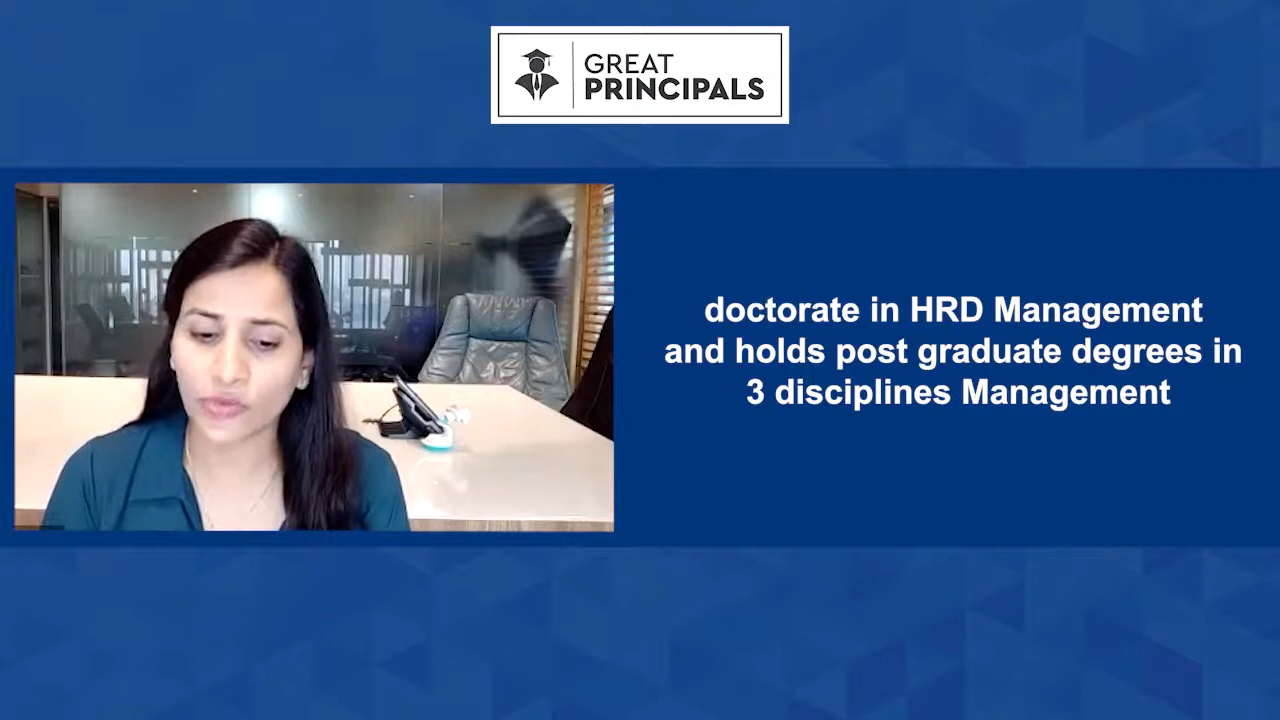 GREAT
PRINCIPALS
doctorate in HRD Management
and holds post graduate degrees in
3 disciplines Management